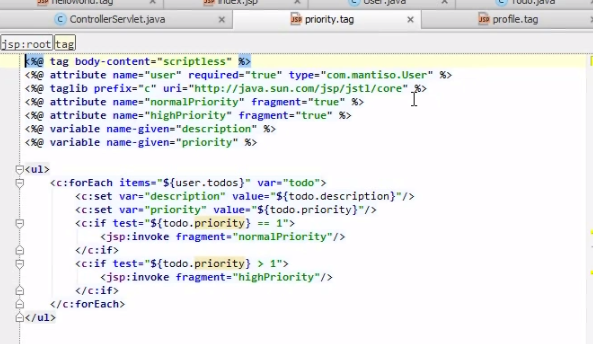 helloworld.tag index.jsp User.java Todo.java
ControllerServlet.java priority.tag profile.tag
jsp:root tag
<%@ tag body-content="scriptless" %>
<%@ attribute name="user" required="true" type="com.mantiso.User" %>
<%@ taglib prefix="c" uri="http://java.sun.com/jsp/jstl/core" %>
<%@ attribute name="normalPriority" fragment="true" %>
<%@ attribute name="highPriority" fragment="true" %>
<%@ variable name-given="description" %>
<%@ variable name-given="priority" %>
<ul>
<c:forEach items="${user.todos}" var="todo">
<c:set var="description" value="${todo.description}"/>
<c:set var="priority" value="${todo.priority}"/>
<c:if test="${todo.priority} == 1">
<jsp:invoke fragment="normalPriority"/>
</c:if>
<c:if test="${todo.priority} > 1">
<jsp:invoke fragment="highPriority"/>
</c:if>
</c:forEach>
</ul>